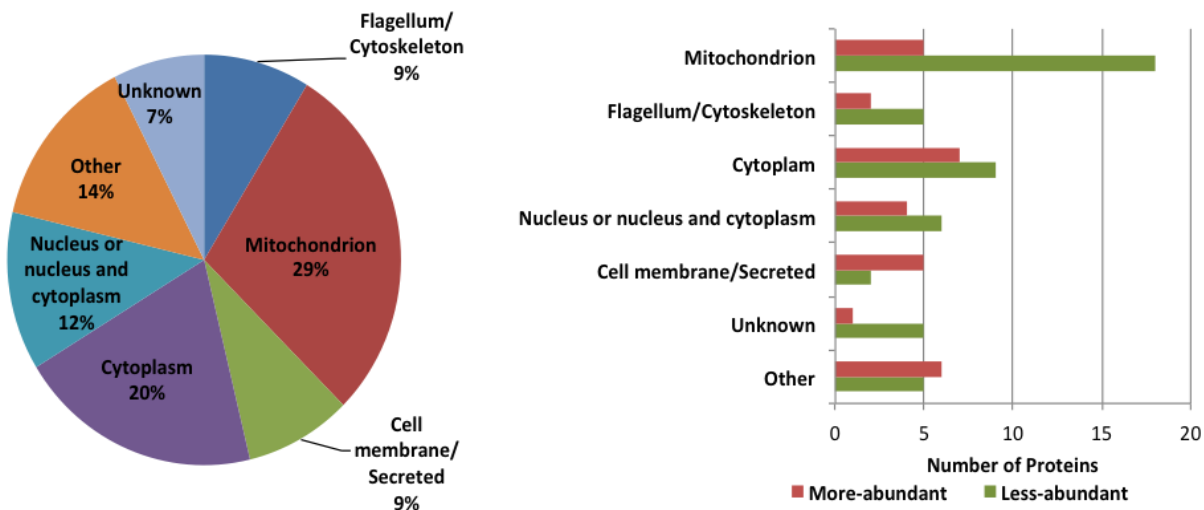 Flagellum/
Cytoskeleton
9%
Unknown
7%
Other
14%
Mitochondrion
29%
Nucleus or
nucleus and
cytoplasm
12%
Cytoplasm
20%
Cell
membrane/
Secreted
9%
Mitochondrion
Flagellum/Cytoskeleton
Cytoplam
Nucleus or nucleus and cytoplasm
Cell membrane/Secreted
Unknown
Other
0 5 10 15 20
Number of Proteins
More-abundant Less-abundant